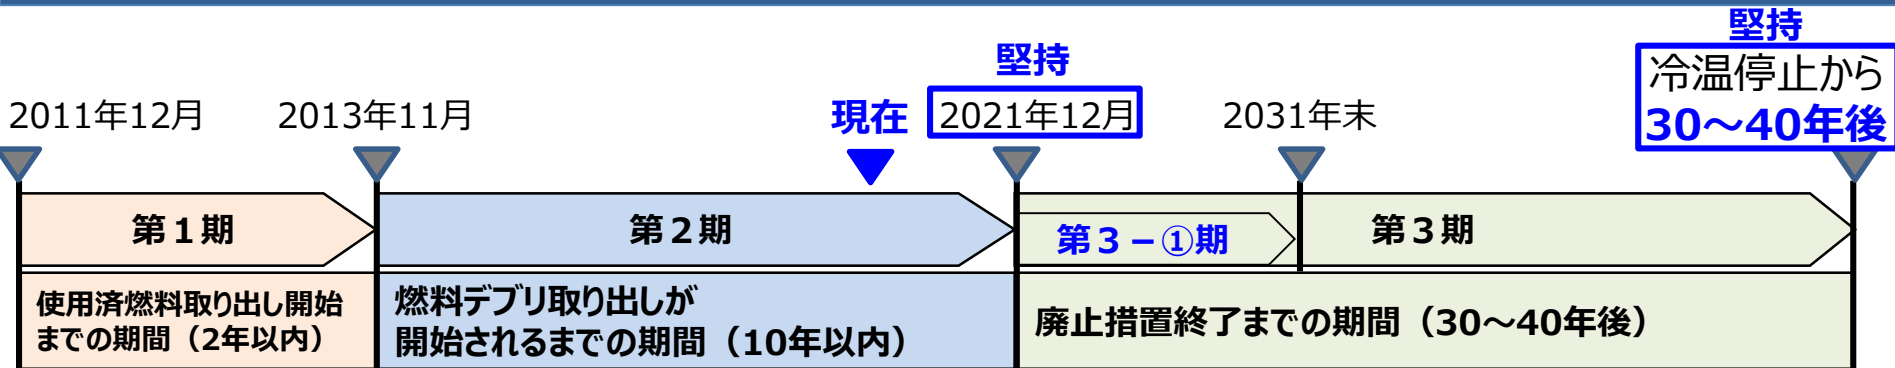 堅持
冷温停止から
30～40年後
堅持
2011年12月
2013年11月
現在
2021年12月
2031年末
第１期
第２期
第３－①期
第３期
使用済燃料取り出し開始
までの期間（2年以内）
燃料デブリ取り出しが
開始されるまでの期間（10年以内）
廃止措置終了までの期間（30～40年後）